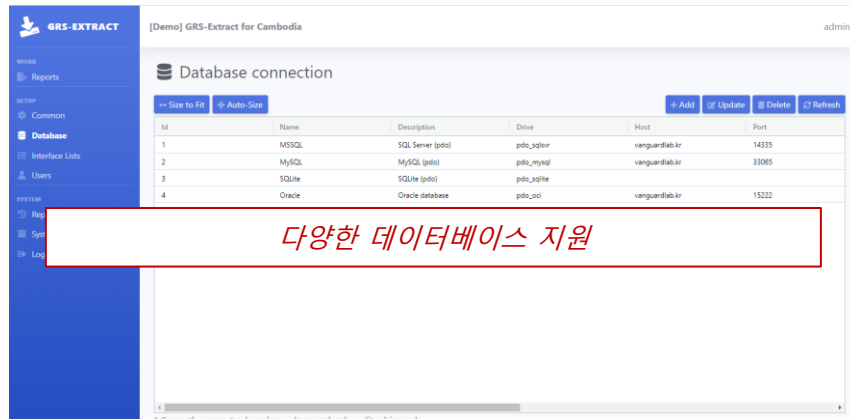 GRS-EXTRACT
[Demo] GRS-Extract for Cambodia
admin
WORK
Reports
SETUP
Common
Database
Interface Lists
Users
SYSTEM
Database connection
Size to Fit Auto-Size + Add Update Delete Refresh
Id Name Description Drive Host Port
1 MSSQL SQL Server (pdo) pdo_sqlsvr vanguardlab.kr 14335
2 MySQL MySQL (pdo) pdo_mysql vanguardlab.kr 33065
3 SQLite SQLite (pdo) pdo_sqlite
4 Oracle Oracle database pdo_oci vanguardlab.kr 15222
다양한 데이터베이스 지원